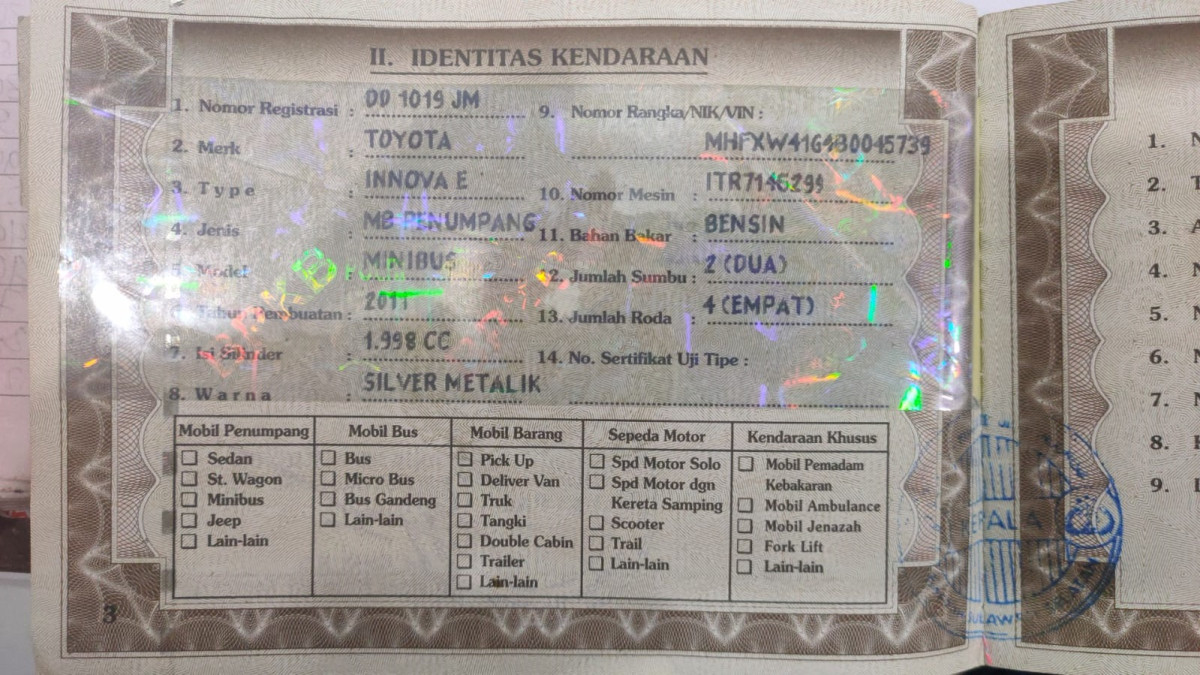 II. IDENTITAS KENDARAAN
1. Nomor Registrasi : DD 1019 JM
2. Merk : TOYOTA
3. Type : INNOVA E
4. Jenis : MB PENUMPANG
5. Model : MINIBUS
6. Tahun Pembuatan : 2011
7. Isi Silinder : 1.998 CC
8. Warna : SILVER METALIK
9. Nomor Rangka/NIK/VIN :
MHFXW41G4B0045739
10. Nomor Mesin : 1TR7145299
11. Bahan Bakar : BENSIN
12. Jumlah Sumbu : 2 (DUA)
13. Jumlah Roda : 4 (EMPAT)
14. No. Sertifikat Uji Tipe :
Mobil Penumpang
Sedan
St. Wagon
Minibus
Jeep
Lain-lain
Mobil Bus
Bus
Micro Bus
Bus Gandeng
Lain-lain
Mobil Barang
Pick Up
Deliver Van
Truk
Tangki
Double Cabin
Trailer
Lain-lain
Sepeda Motor
Spd Motor Solo
Spd Motor dgn
Kereta Samping
Scooter
Trail
Lain-lain
Kendaraan Khusus
Mobil Pemadam
Kebakaran
Mobil Ambulance
Mobil Jenazah
Fork Lift
Lain-lain
3
1.
2.
3.
4.
5.
6.
7.
8.
9.